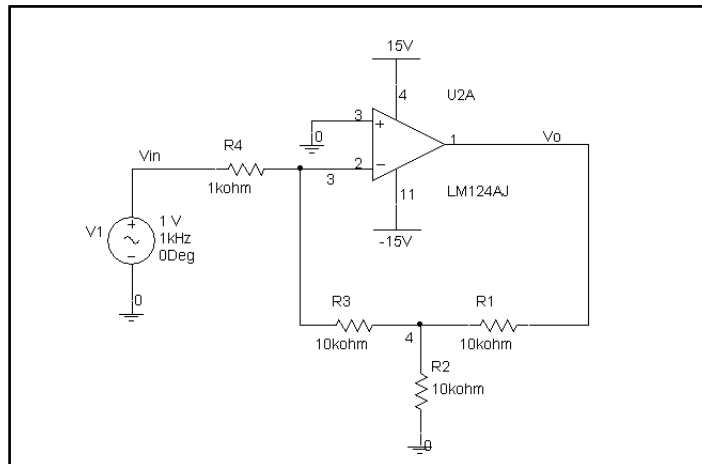 15V
4
U2A
3
+
0
1
Vo
Vin
R4
2
−
3
1kohm
LM124AJ
11
-15V
V1
+
1 V
1kHz
0Deg
−
0
R3
R1
10kohm
4
10kohm
R2
10kohm
0